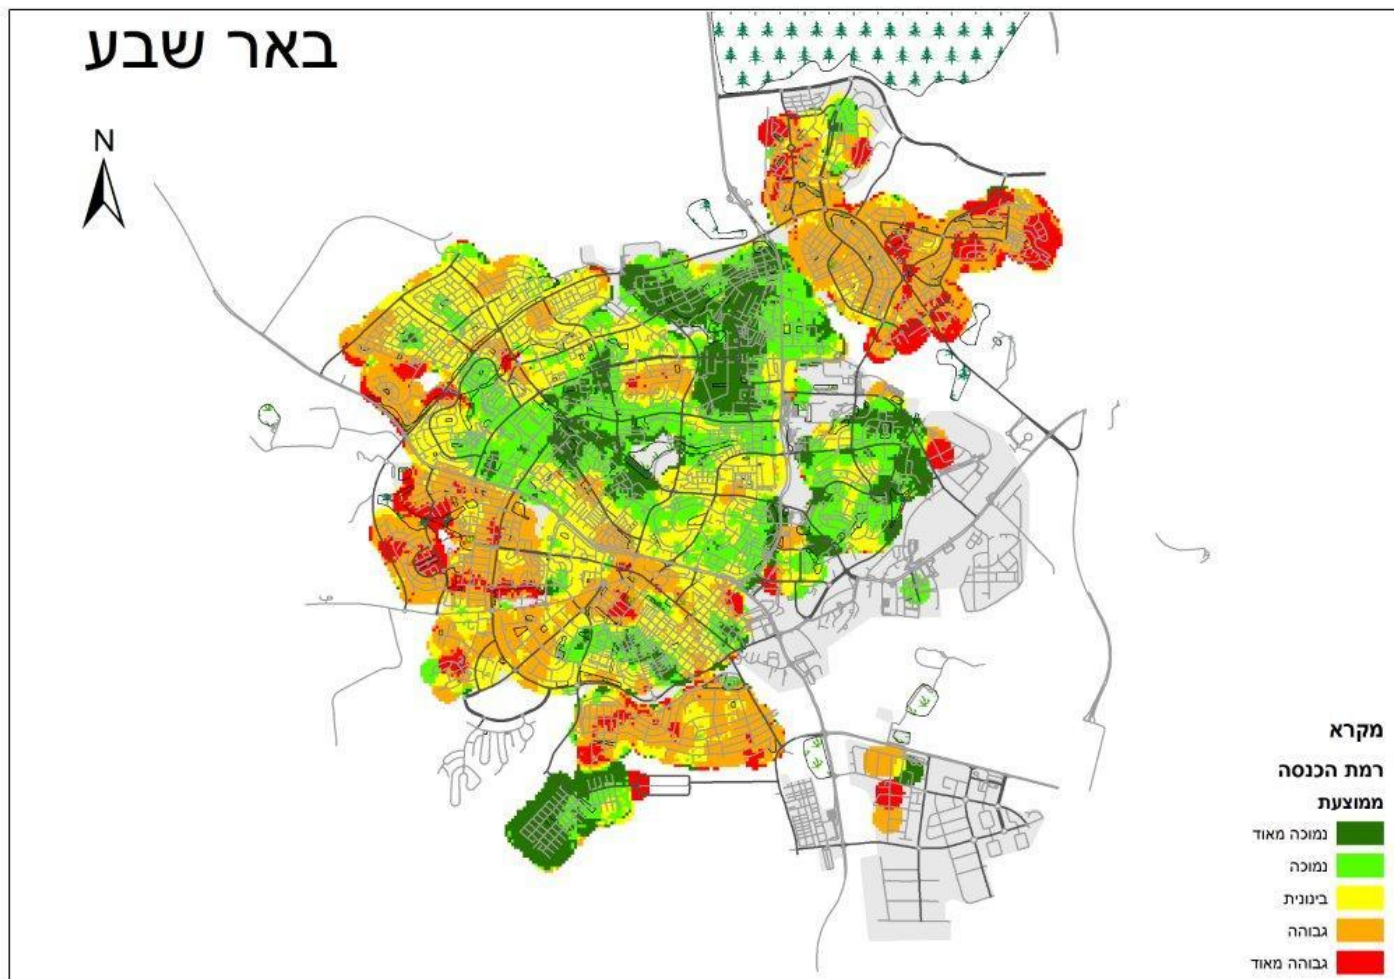 באר שבע
N
מקרא
רמת הכנסה
ממוצעת
נמוכה מאוד
נמוכה
בינונית
גבוהה
גבוהה מאוד